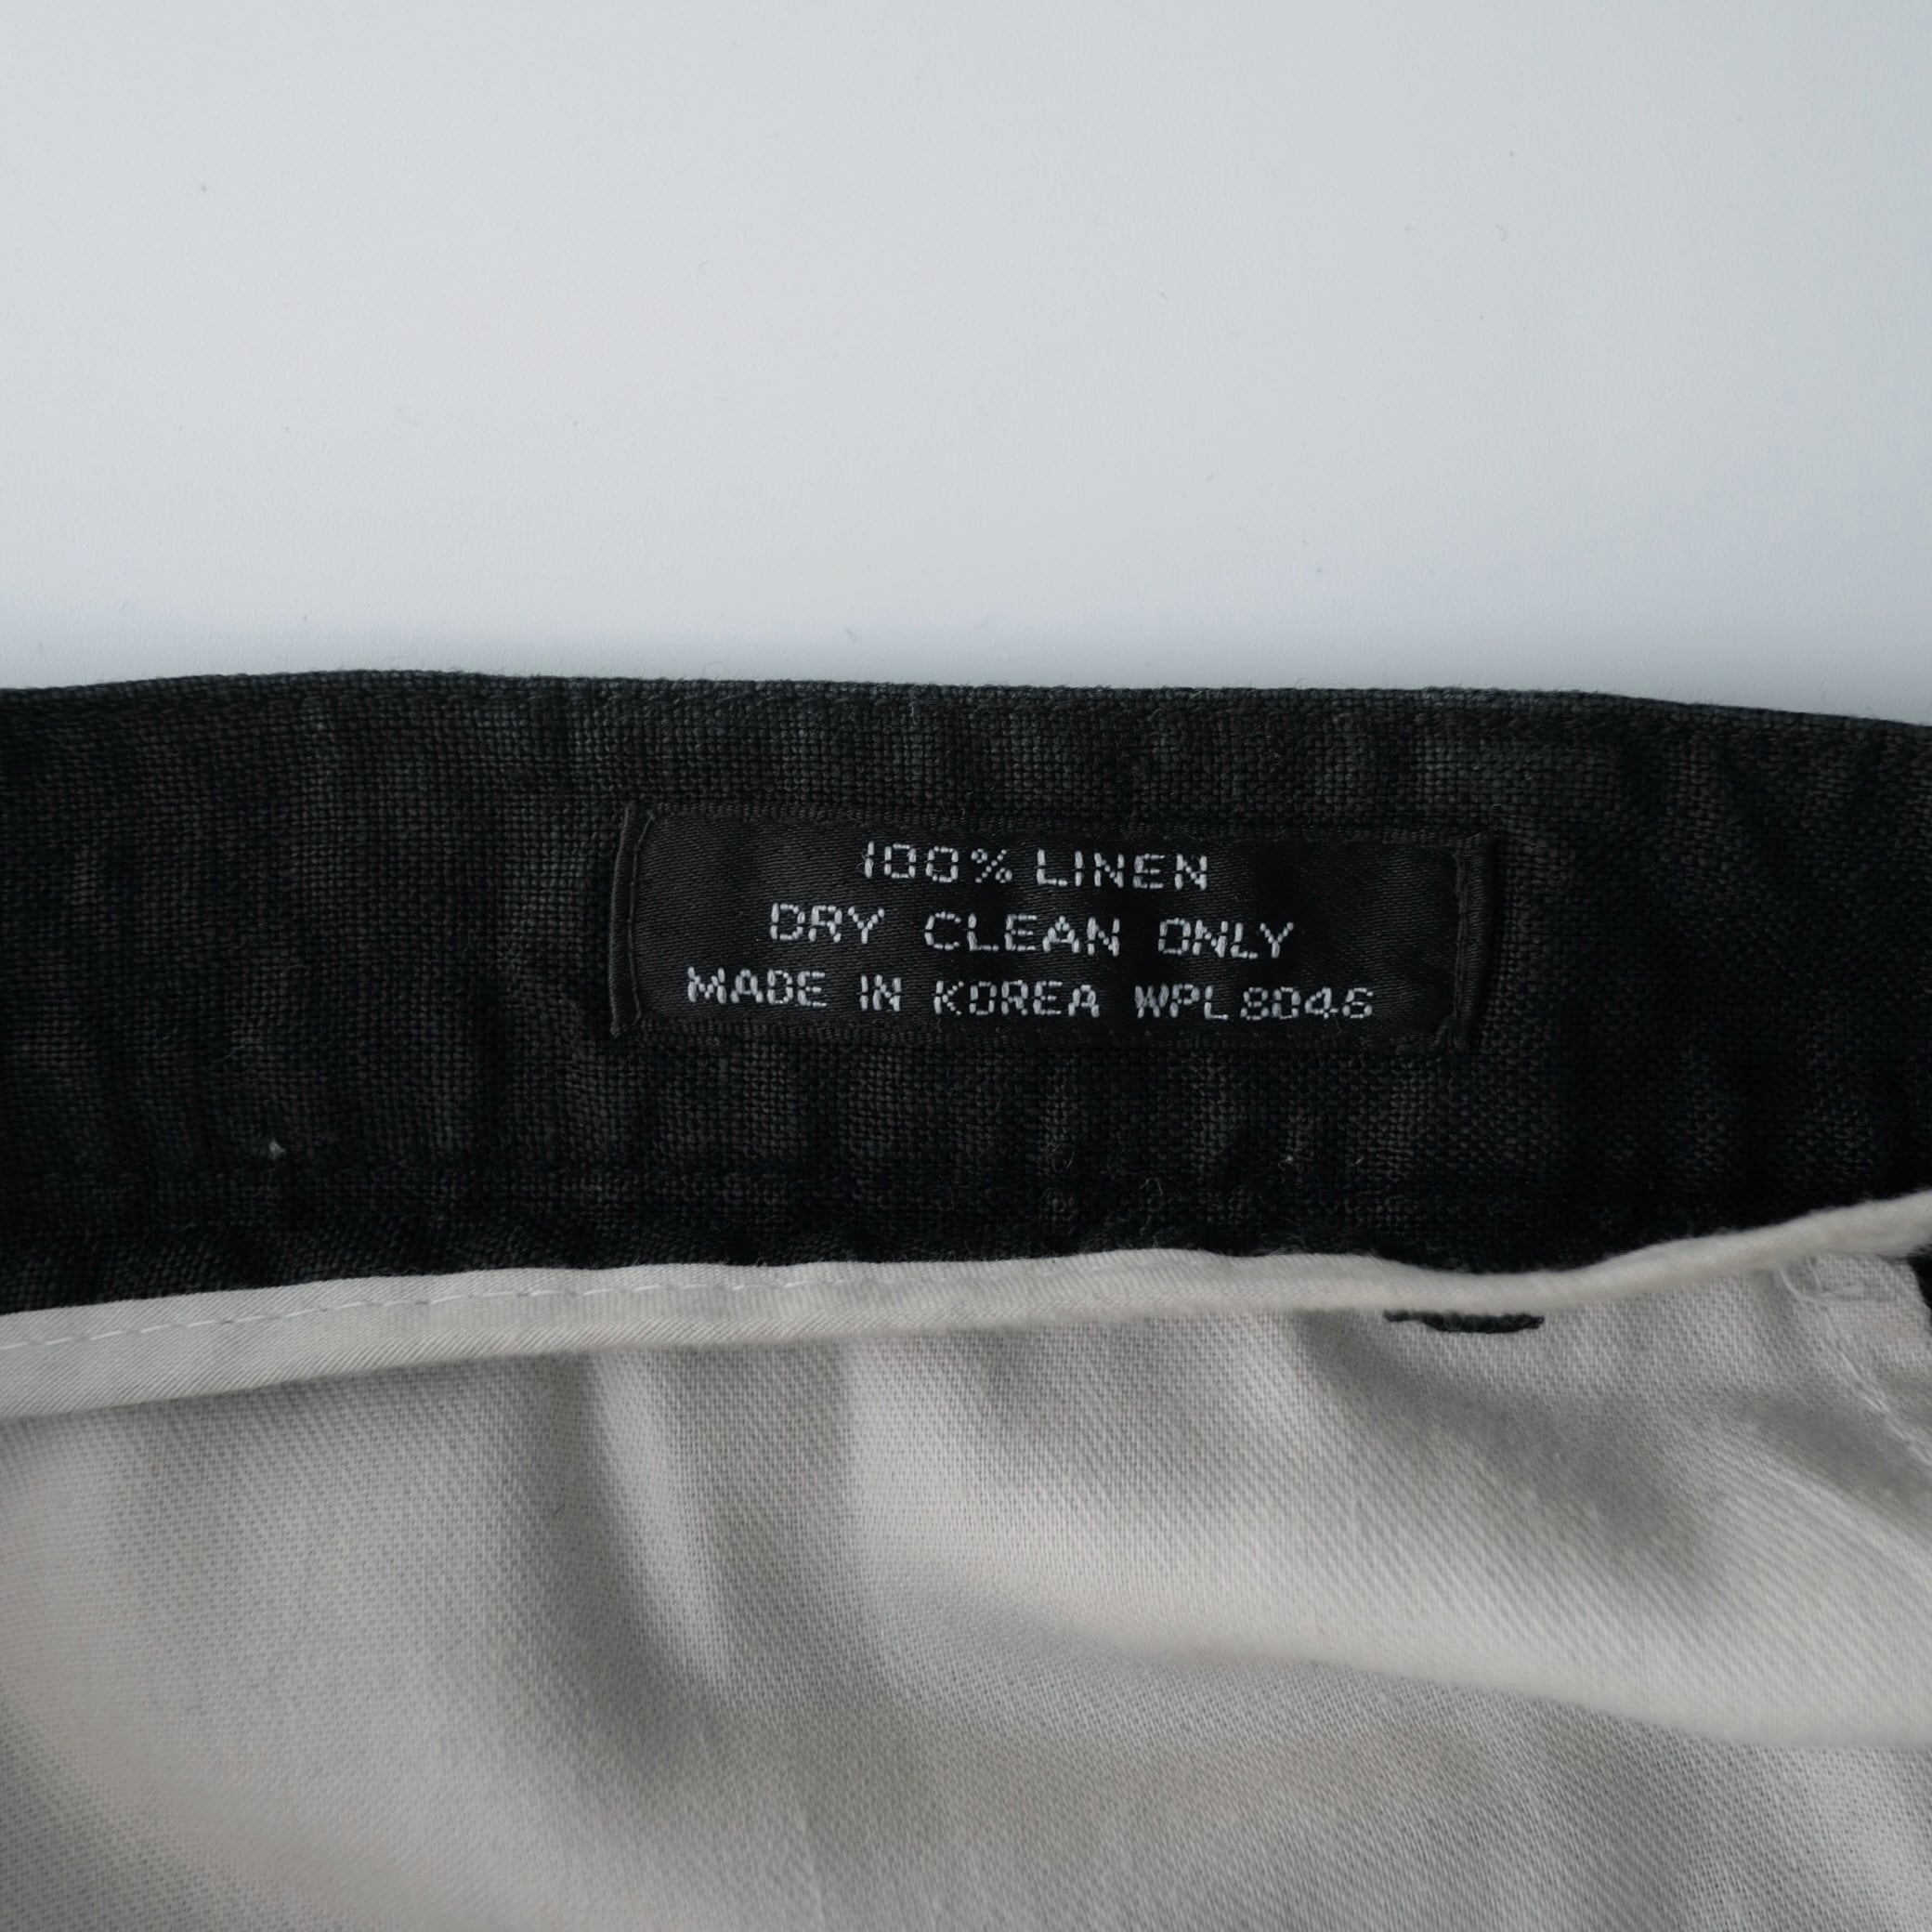 100% LINEN
DRY CLEAN ONLY
MADE IN KOREA WPL8046